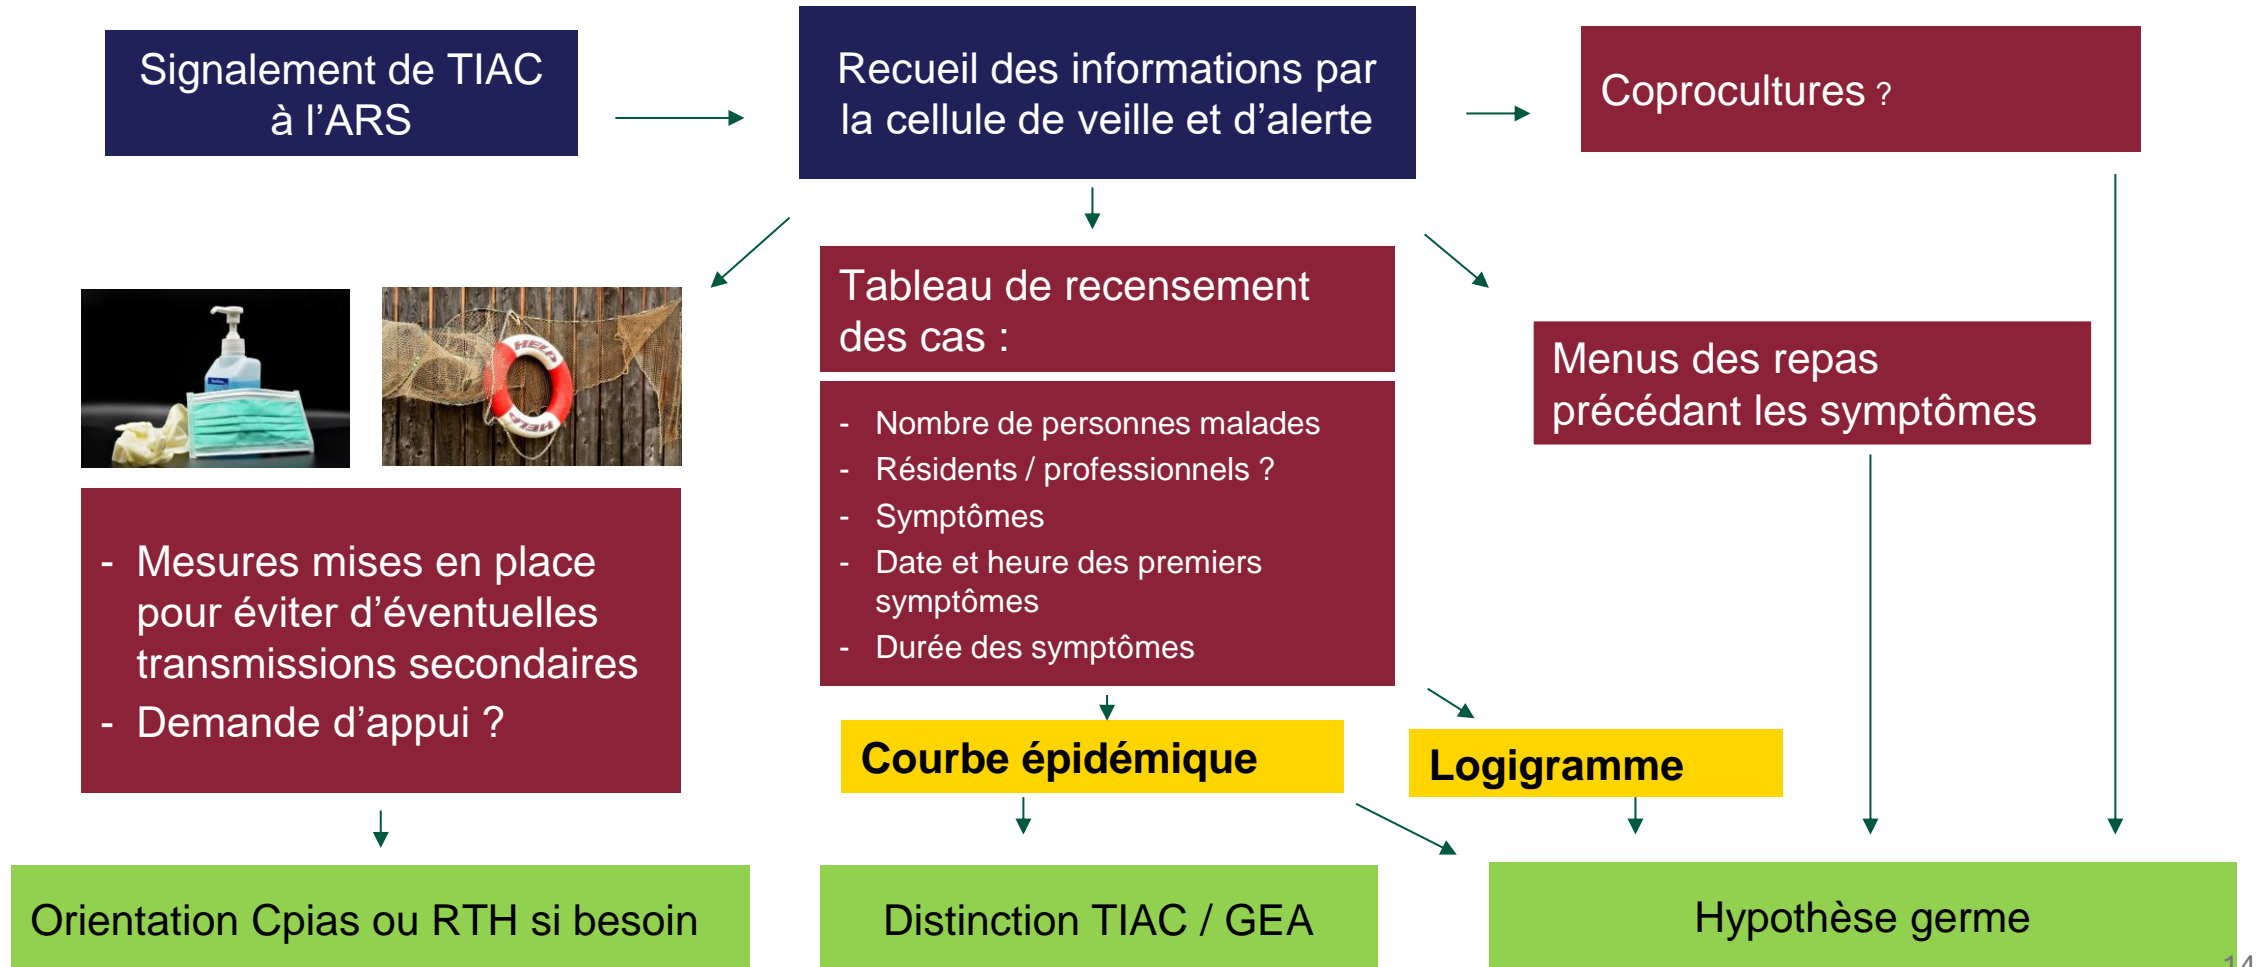 Signalement de TIAC
à l’ARS
Recueil des informations par
la cellule de veille et d’alerte
Coprocultures ?
HELP
HELP
Tableau de recensement
des cas :
- Nombre de personnes malades
- Résidents / professionnels ?
- Symptômes
- Date et heure des premiers
symptômes
- Durée des symptômes
Menus des repas
précédant les symptômes
- Mesures mises en place
pour éviter d’éventuelles
transmissions secondaires
- Demande d’appui ?
Courbe épidémique
Logigramme
Orientation Cpias ou RTH si besoin
Distinction TIAC / GEA
Hypothèse germe
14